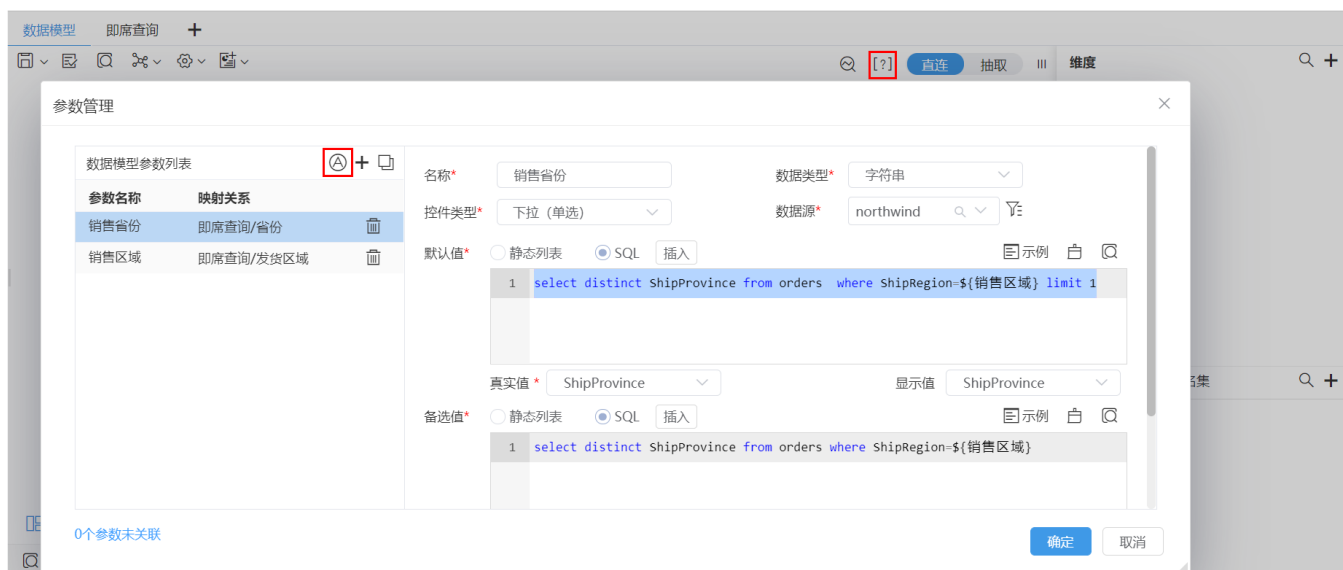 数据模型 即席查询 +
[?] 直连 抽取 维度
参数管理
数据模型参数列表
参数名称 映射关系
销售省份 即席查询/省份
销售区域 即席查询/发货区域
名称* 销售省份 数据类型* 字符串
控件类型* 下拉（单选） 数据源* northwind
默认值* 静态列表 SQL 插入 示例
1 select distinct ShipProvince from orders  where ShipRegion=${销售区域} limit 1
真实值 * ShipProvince 显示值 ShipProvince
名集
备选值* 静态列表 SQL 插入 示例
1 select distinct ShipProvince from orders where ShipRegion=${销售区域}
0个参数未关联
确定 取消